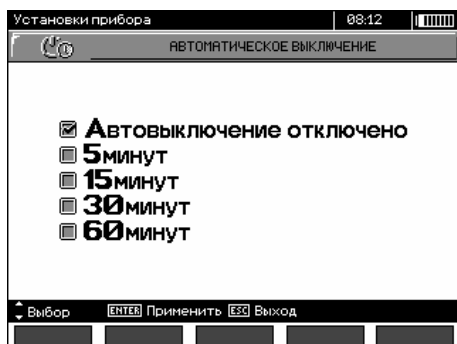 Установки прибора 08:12
АВТОМАТИЧЕСКОЕ ВЫКЛЮЧЕНИЕ
Автовыключение отключено
5минут
15минут
30минут
60минут
Выбор ENTER Применить ESC Выход